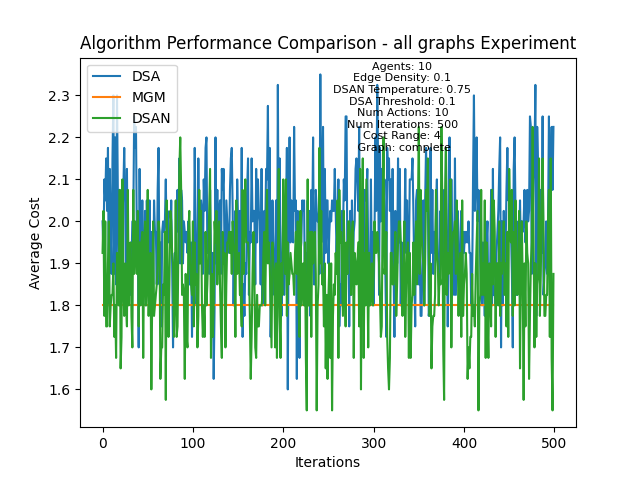 Algorithm Performance Comparison - all graphs Experiment
DSA
MGM
DSAN
Agents: 10
Edge Density: 0.1
DSAN Temperature: 0.75
DSA Threshold: 0.1
Num Actions: 10
Num Iterations: 500
Cost Range: 4
Graph: complete
Average Cost
2.3
2.2
2.1
2.0
1.9
1.8
1.7
1.6
0
100
200
300
400
500
Iterations